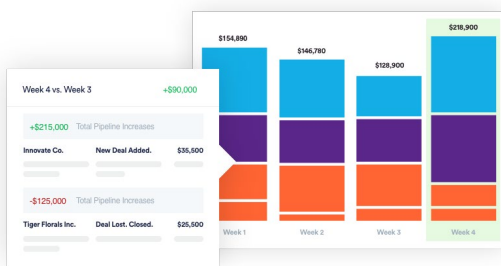 $154,890
$146,780
$128,900
$218,900
Week 4 vs. Week 3 +$90,000
+$215,000 Total Pipeline Increases
Innovate Co. New Deal Added. $35,500
-$125,000 Total Pipeline Increases
Tiger Florals Inc. Deal Lost. Closed. $25,500
Week 1 Week 2 Week 3 Week 4